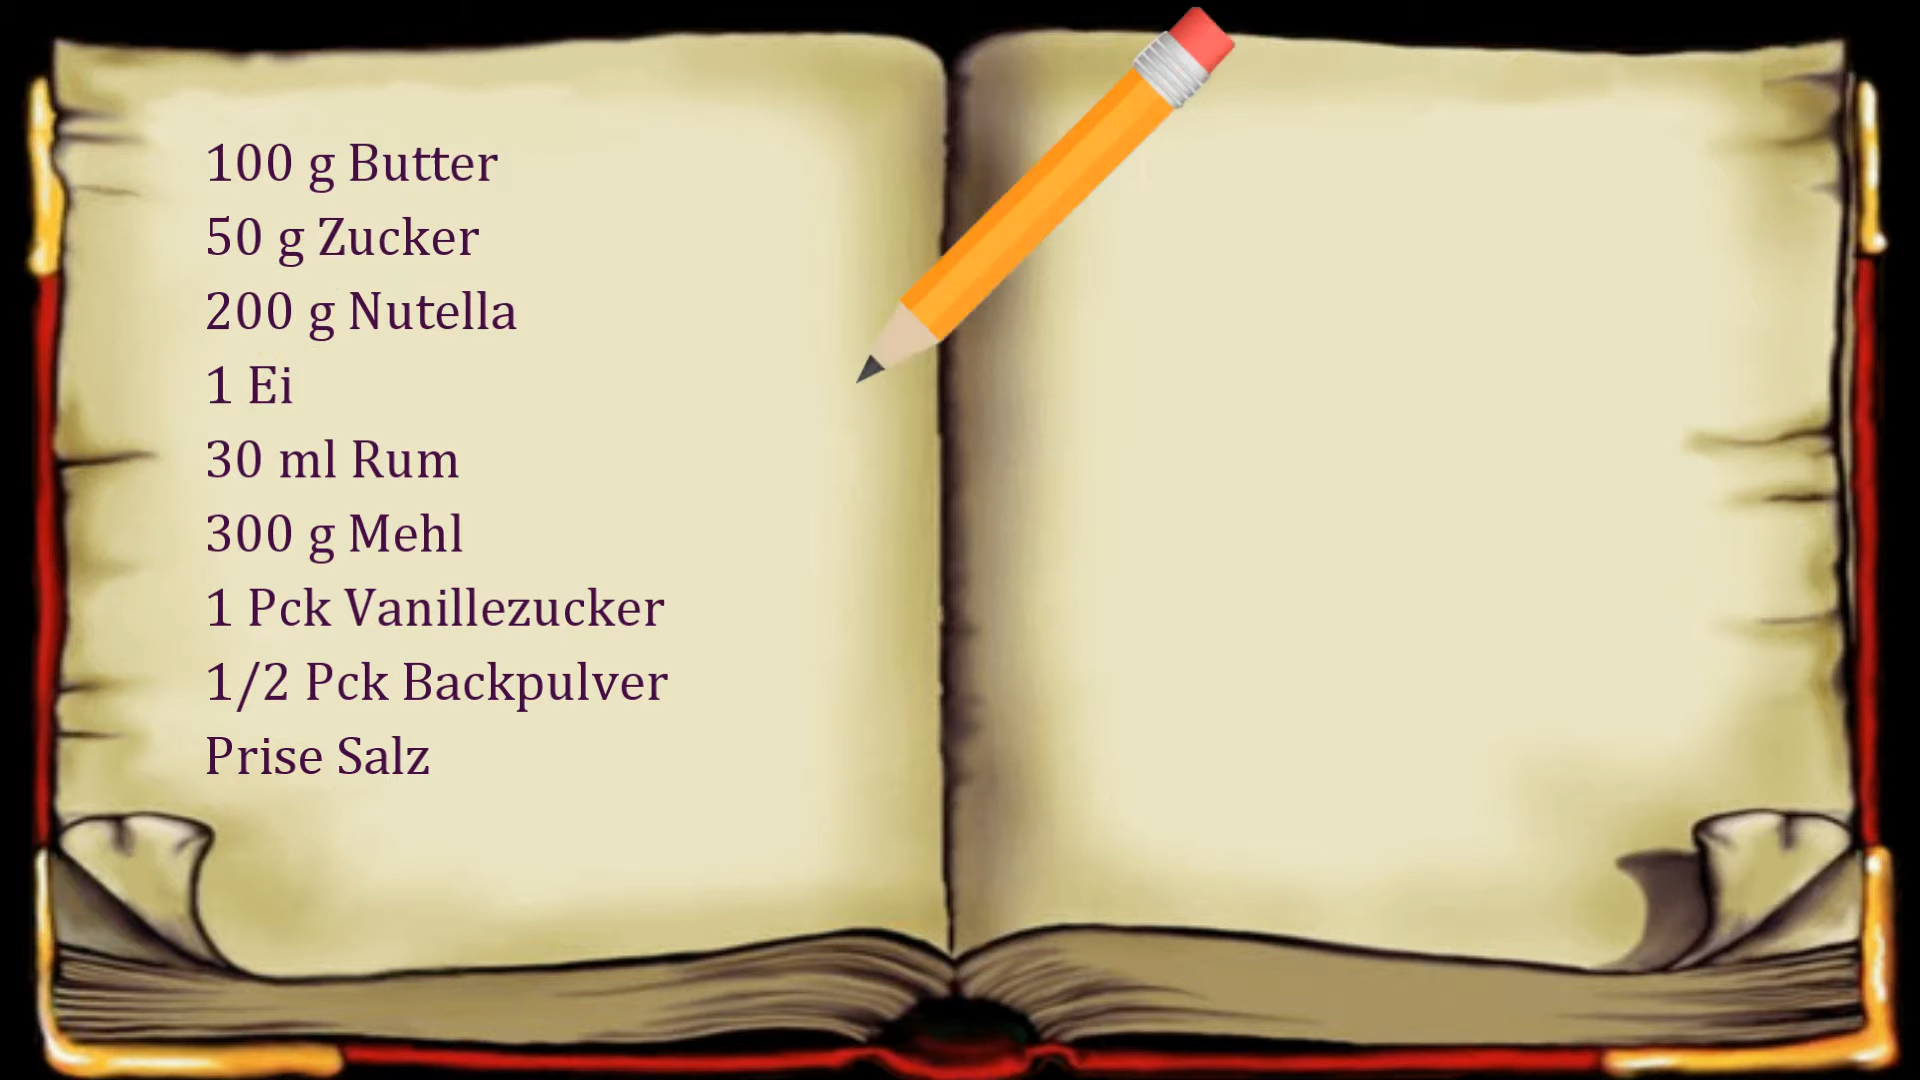 100 g Butter
50 g Zucker
200 g Nutella
1 Ei
30 ml Rum
300 g Mehl
1 Pck Vanillezucker
1/2 Pck Backpulver
Prise Salz